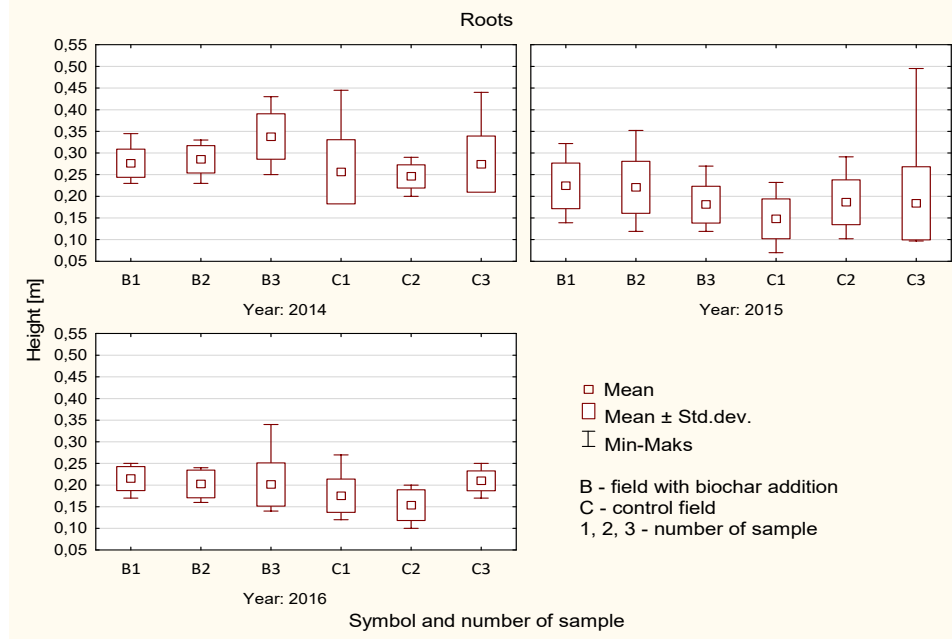 Roots
0,55
0,50
0,45
0,40
0,35
0,30
0,25
0,20
0,15
0,10
0,05
B1 B2 B3 C1 C2 C3
Year: 2014
B1 B2 B3 C1 C2 C3
Year: 2015
Height [m]
0,55
0,50
0,45
0,40
0,35
0,30
0,25
0,20
0,15
0,10
0,05
B1 B2 B3 C1 C2 C3
Year: 2016
Mean
Mean ± Std.dev.
Min-Maks
B - field with biochar addition
C - control field
1, 2, 3 - number of sample
Symbol and number of sample